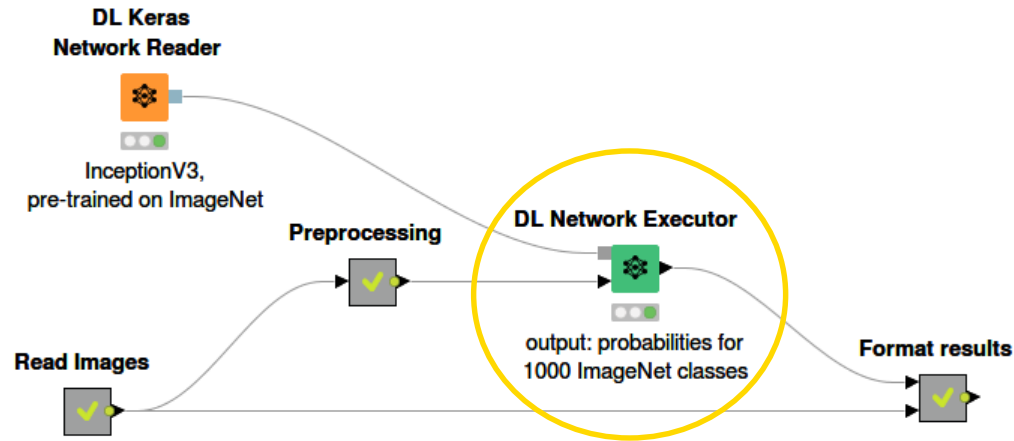 DL Keras
Network Reader
InceptionV3,
pre-trained on ImageNet
Preprocessing
DL Network Executor
output: probabilities for
1000 ImageNet classes
Read Images
Format results